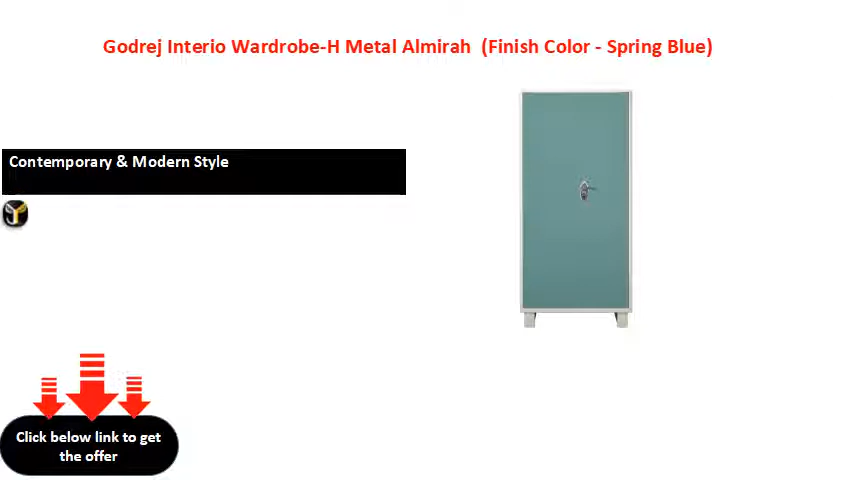 Godrej Interio Wardrobe-H Metal Almirah  (Finish Color - Spring Blue)
Contemporary & Modern Style
Click below link to get
the offer